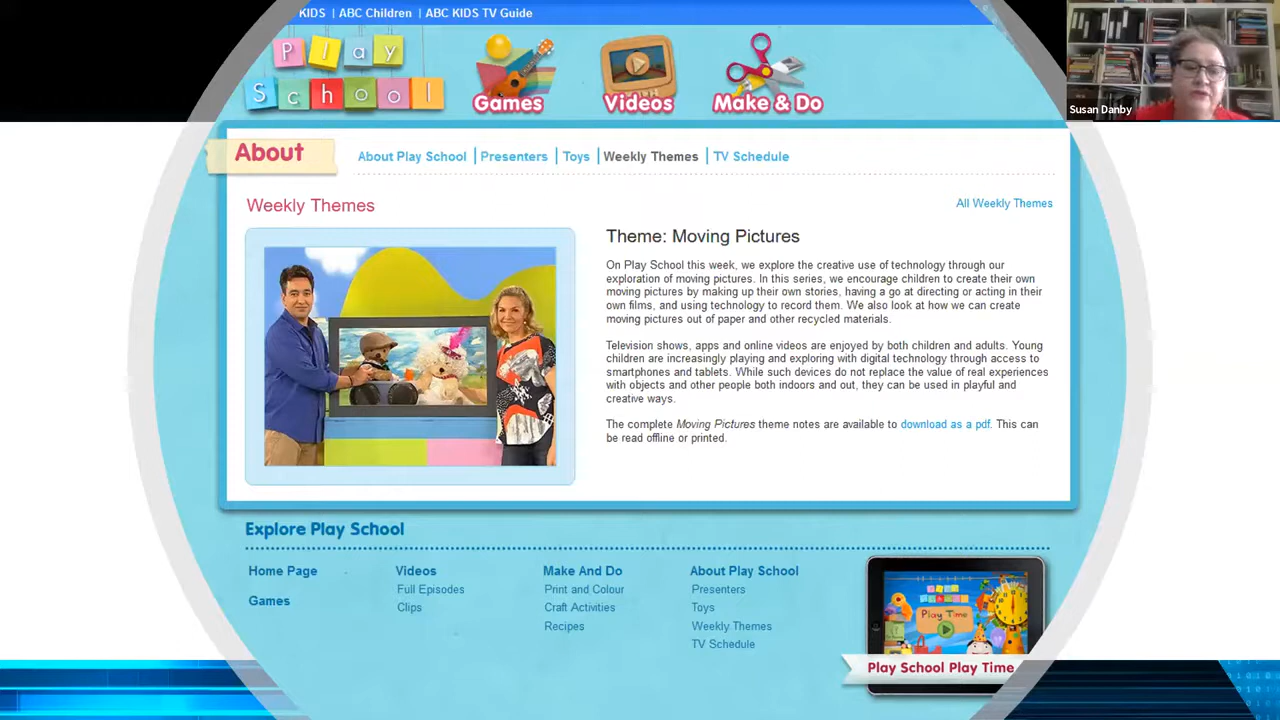 KIDS | ABC Children | ABC KIDS TV Guide
Play
School
Games
Videos
Make & Do
Susan Danby
About
About Play School | Presenters | Toys | Weekly Themes | TV Schedule
Weekly Themes
All Weekly Themes
Theme: Moving Pictures
On Play School this week, we explore the creative use of technology through our
exploration of moving pictures. In this series, we encourage children to create their own
moving pictures by making up their own stories, having a go at directing or acting in their
own films, and using technology to record them. We also look at how we can create
moving pictures out of paper and other recycled materials.
Television shows, apps and online videos are enjoyed by both children and adults. Young
children are increasingly playing and exploring with digital technology through access to
smartphones and tablets. While such devices do not replace the value of real experiences
with objects and other people both indoors and out, they can be used in playful and
creative ways.
The complete Moving Pictures theme notes are available to download as a pdf. This can
be read offline or printed.
Explore Play School
Home Page
Games
Videos
Full Episodes
Clips
Make And Do
Print and Colour
Craft Activities
Recipes
About Play School
Presenters
Toys
Weekly Themes
TV Schedule
Play Time
Play School Play Time